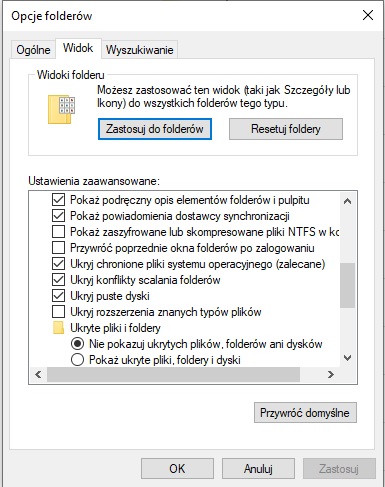 Opcje folderów
Ogólne
Widok
Wyszukiwanie
Widoki folderu
Możesz zastosować ten widok (taki jak Szczegóły lub
Ikony) do wszystkich folderów tego typu.
Zastosuj do folderów
Resetuj foldery
Ustawienia zaawansowane:
Pokaż podręczny opis elementów folderów i pulpitu
Pokaż powiadomienia dostawcy synchronizacji
Pokaż zaszyfrowane lub skompresowane pliki NTFS w ko
Przywróć poprzednie okna folderów po zalogowaniu
Ukryj chronione pliki systemu operacyjnego (zalecane)
Ukryj konflikty scalania folderów
Ukryj puste dyski
Ukryj rozszerzenia znanych typów plików
Ukryte pliki i foldery
Nie pokazuj ukrytych plików, folderów ani dysków
Pokaż ukryte pliki, foldery i dyski
Przywróć domyślne
OK
Anuluj
Zastosuj